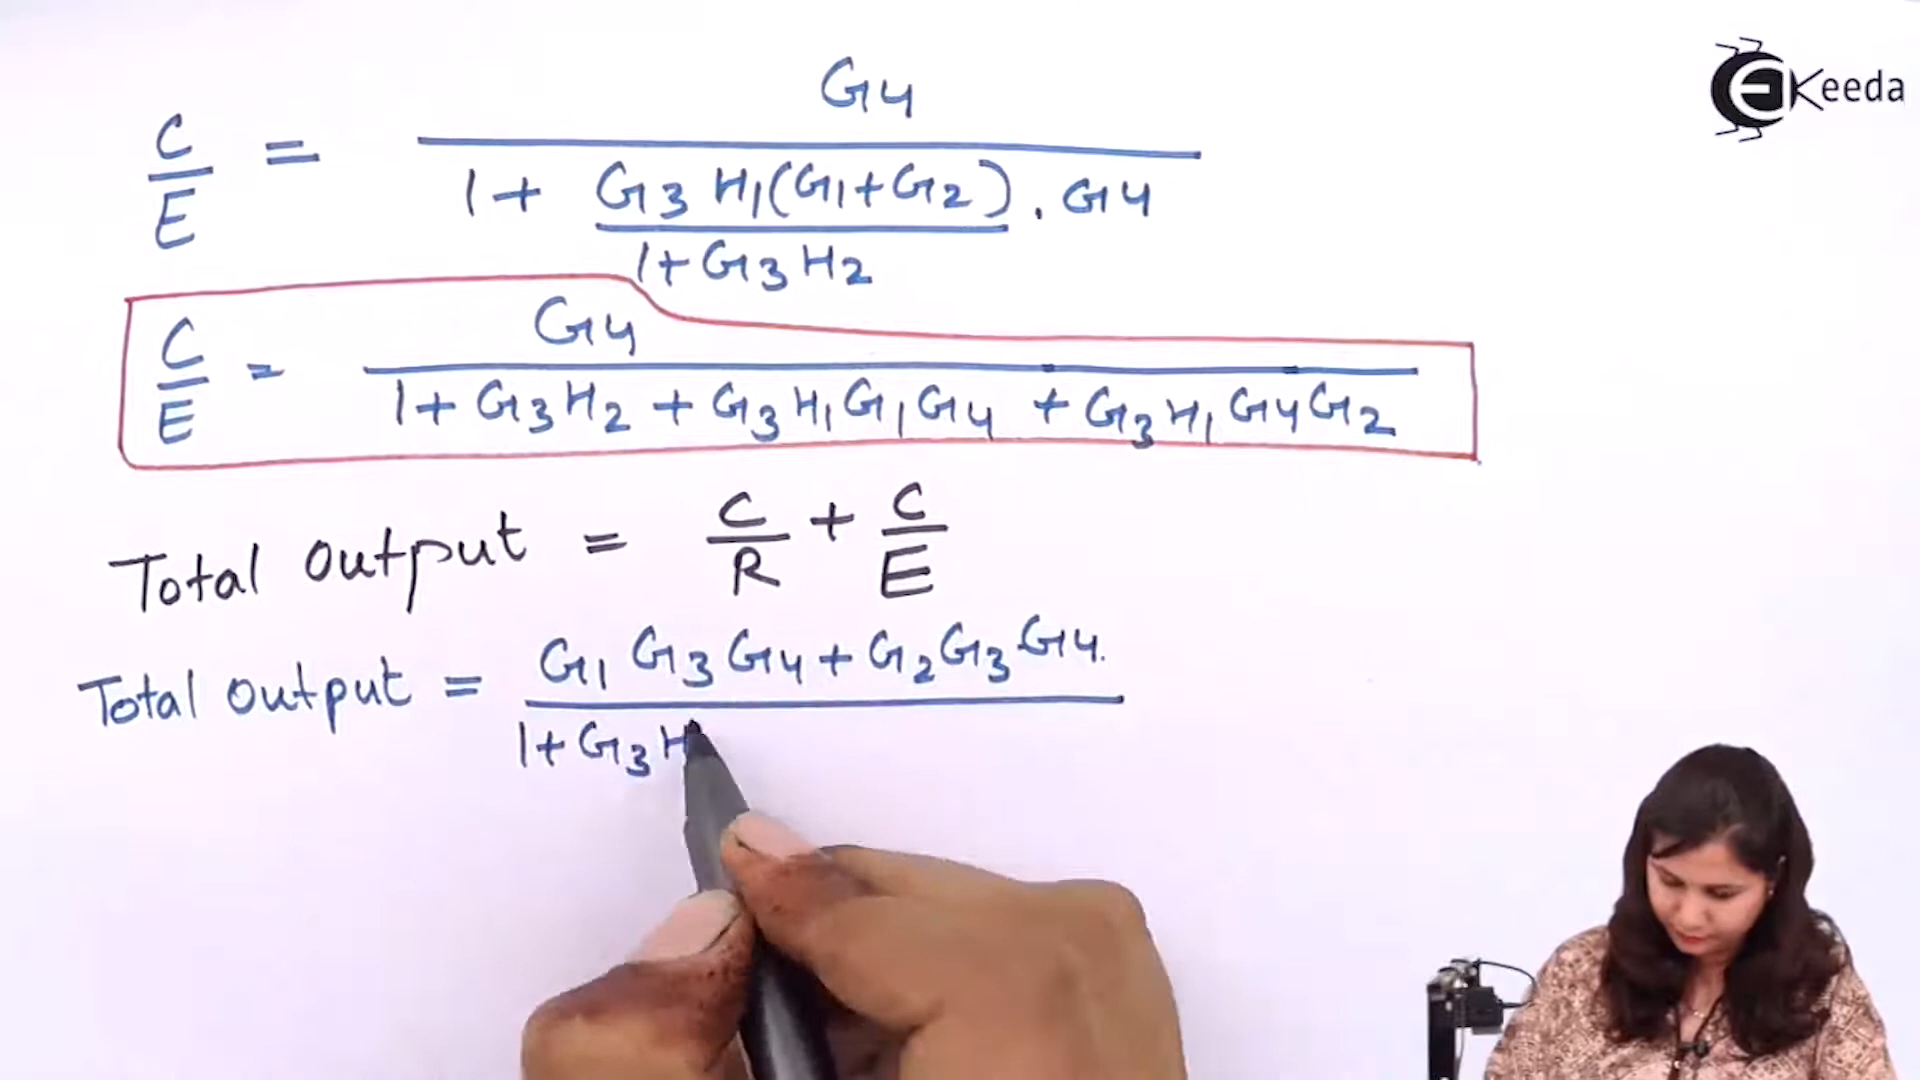 EKeeda
C/E = G4 / (1 + (G3 H1(G1+G2) / (1+G3H2)) . G4)
C/E = G4 / (1+ G3H2 + G3H1G1G4 + G3H1G4G2)
Total output = C/R + C/E
Total output = (G1 G3 G4 + G2G3G4.) / (1+ G3 H